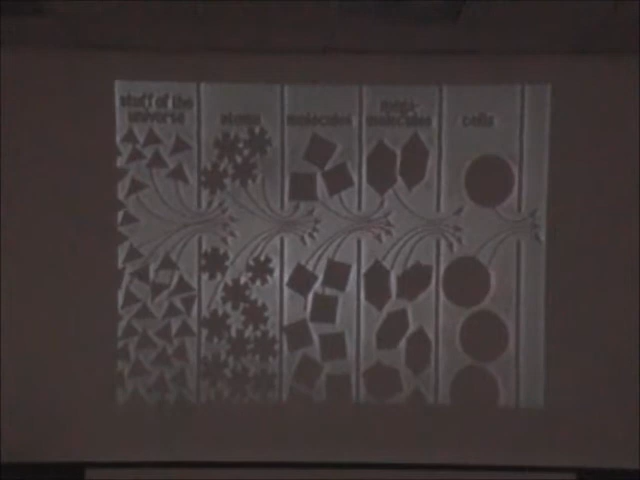 stuff of the
universe
atoms
molecules
mega-
molecules
cells